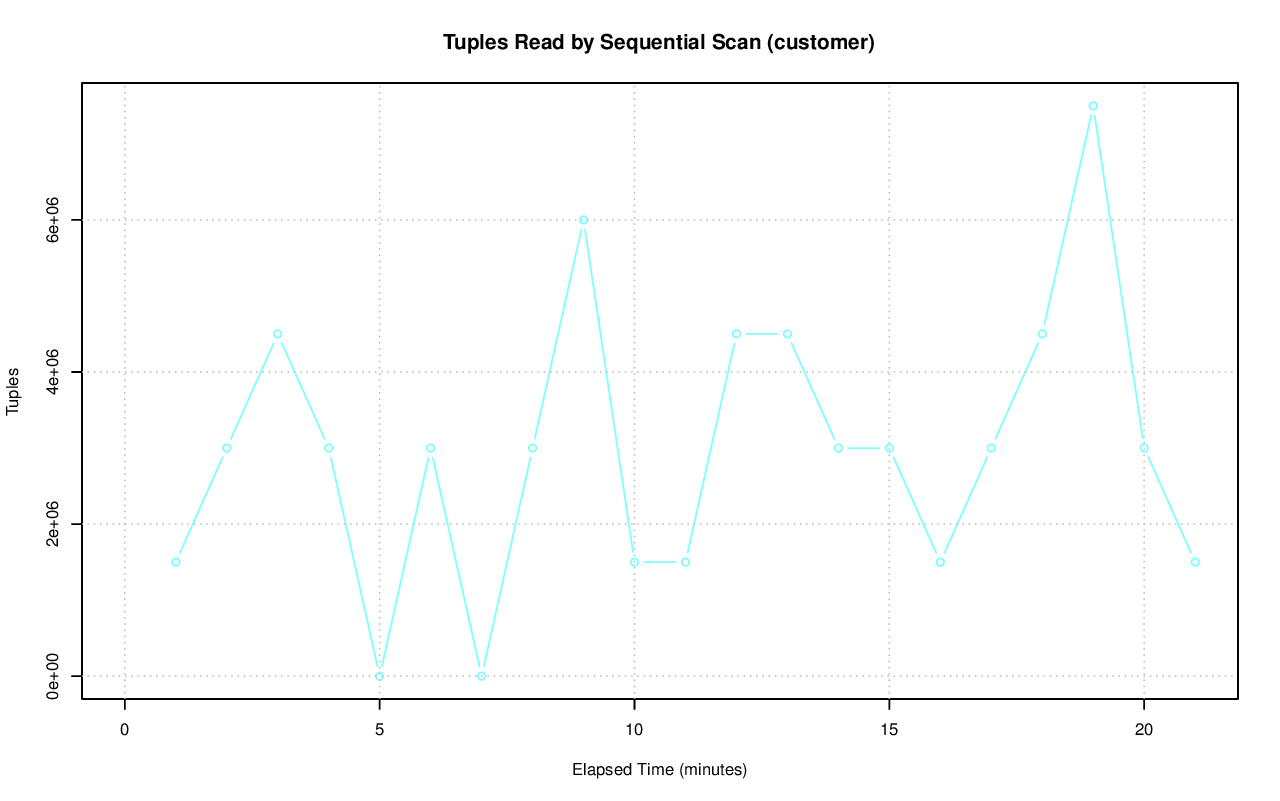 Tuples Read by Sequential Scan (customer)
Tuples
6e+06
4e+06
2e+06
0e+00
0 5 10 15 20
Elapsed Time (minutes)